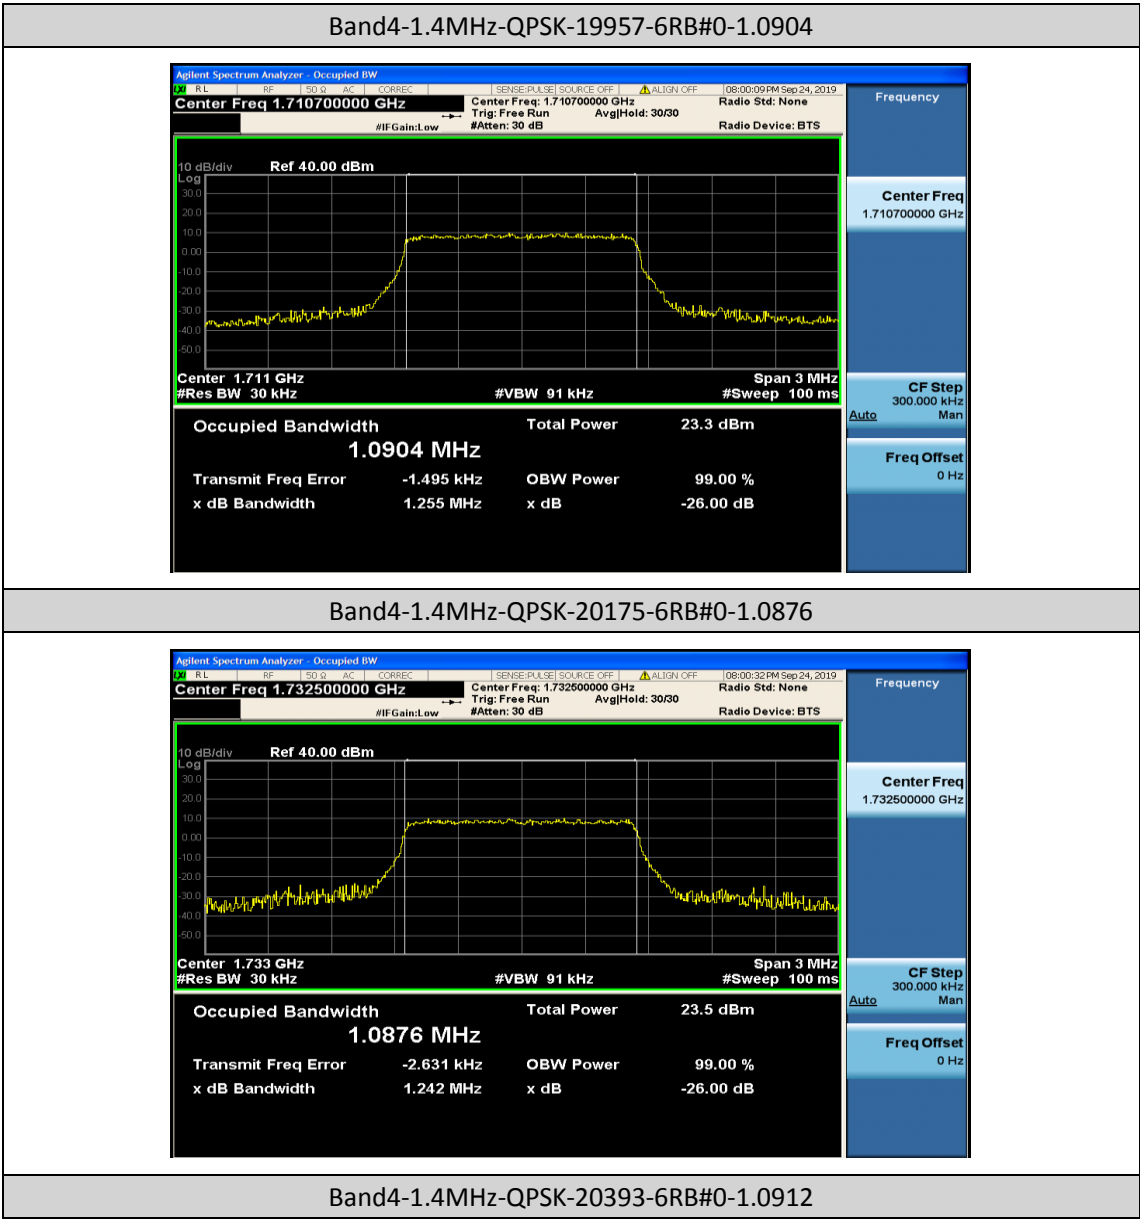 Band4-1.4MHz-QPSK-19957-6RB#0-1.0904
Agilent Spectrum Analyzer - Occupied BW
LXI RL RF 50 Ω AC CORREC SENSE:PULSE SOURCE OFF ALIGN OFF 08:00:09 PM Sep 24, 2019
Center Freq 1.710700000 GHz
Center Freq: 1.710700000 GHz
Radio Std: None
Trig: Free Run Avg|Hold: 30/30
#IFGain:Low #Atten: 30 dB Radio Device: BTS
10 dB/div Ref 40.00 dBm
Log
30.0
20.0
10.0
0.00
-10.0
-20.0
-30.0
-40.0
-50.0
Center 1.711 GHz Span 3 MHz
#Res BW 30 kHz #VBW 91 kHz #Sweep 100 ms
Occupied Bandwidth Total Power 23.3 dBm
1.0904 MHz
Transmit Freq Error -1.495 kHz OBW Power 99.00 %
x dB Bandwidth 1.255 MHz x dB -26.00 dB
Frequency
Center Freq
1.710700000 GHz
CF Step
300.000 kHz
Auto Man
Freq Offset
0 Hz
Band4-1.4MHz-QPSK-20175-6RB#0-1.0876
Agilent Spectrum Analyzer - Occupied BW
LXI RL RF 50 Ω AC CORREC SENSE:PULSE SOURCE OFF ALIGN OFF 08:00:32 PM Sep 24, 2019
Center Freq 1.732500000 GHz
Center Freq: 1.732500000 GHz
Radio Std: None
Trig: Free Run Avg|Hold: 30/30
#IFGain:Low #Atten: 30 dB Radio Device: BTS
10 dB/div Ref 40.00 dBm
Log
30.0
20.0
10.0
0.00
-10.0
-20.0
-30.0
-40.0
-50.0
Center 1.733 GHz Span 3 MHz
#Res BW 30 kHz #VBW 91 kHz #Sweep 100 ms
Occupied Bandwidth Total Power 23.5 dBm
1.0876 MHz
Transmit Freq Error -2.631 kHz OBW Power 99.00 %
x dB Bandwidth 1.242 MHz x dB -26.00 dB
Frequency
Center Freq
1.732500000 GHz
CF Step
300.000 kHz
Auto Man
Freq Offset
0 Hz
Band4-1.4MHz-QPSK-20393-6RB#0-1.0912